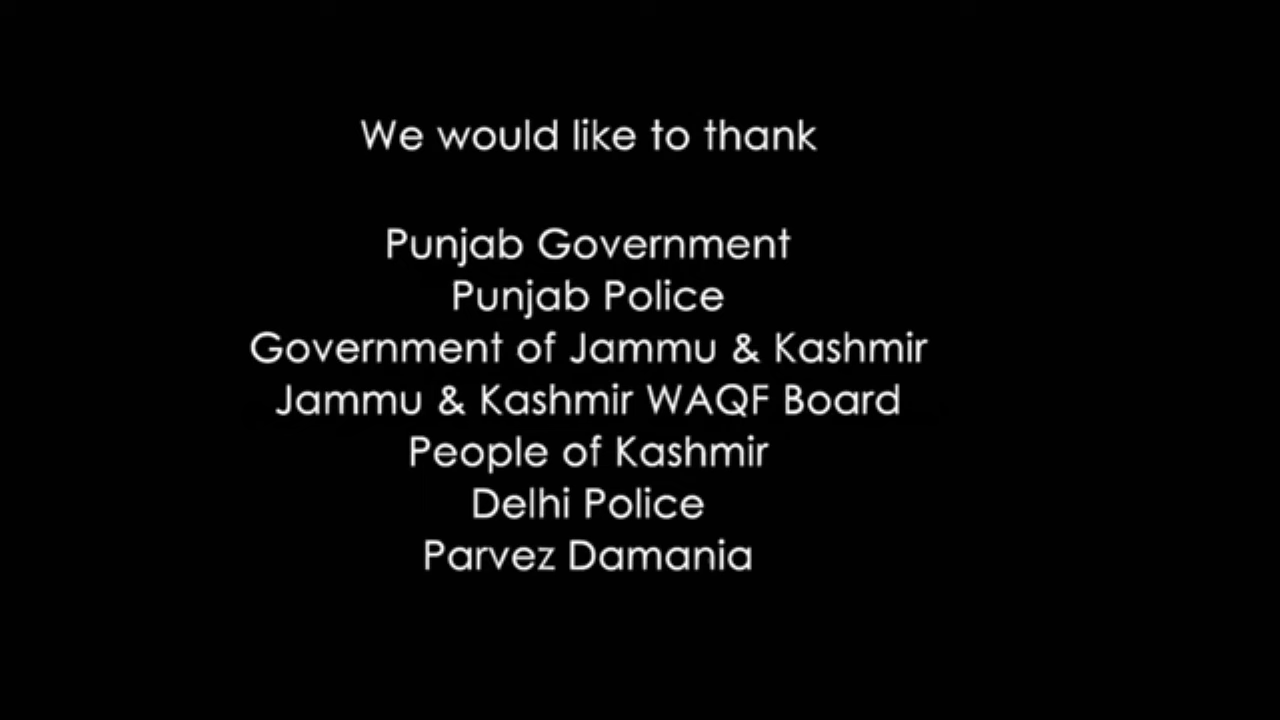 We would like to thank
Punjab Government
Punjab Police
Government of Jammu & Kashmir
Jammu & Kashmir WAQF Board
People of Kashmir
Delhi Police
Parvez Damania